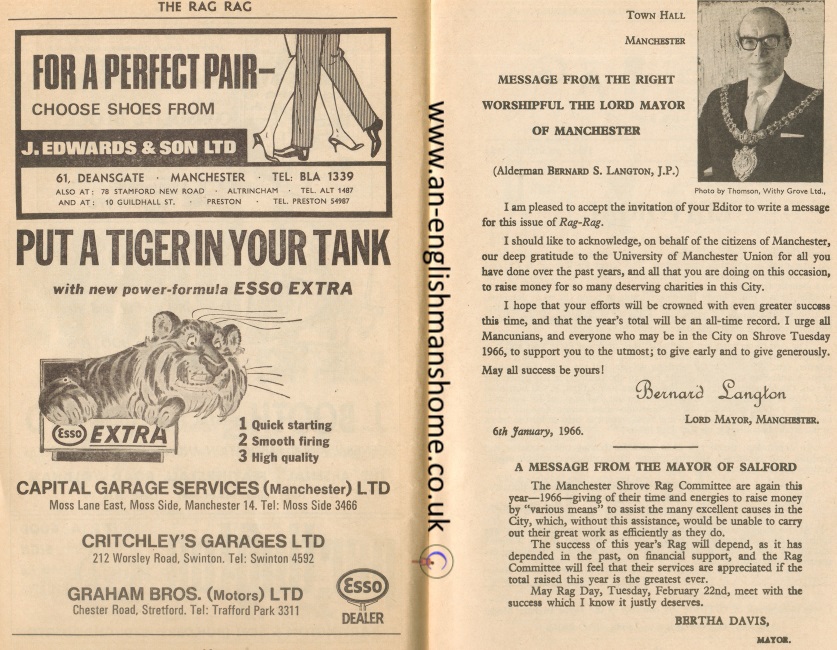 THE RAG RAG
FOR A PERFECT PAIR—
CHOOSE SHOES FROM
J. EDWARDS & SON LTD
61, DEANSGATE · MANCHESTER · TEL: BLA 1339
ALSO AT: 78 STAMFORD NEW ROAD · ALTRINCHAM · TEL. ALT 1487
AND AT: 10 GUILDHALL ST. · PRESTON · TEL. PRESTON 54987
PUT A TIGER IN YOUR TANK
with new power-formula ESSO EXTRA
Esso EXTRA
1 Quick starting
2 Smooth firing
3 High quality
CAPITAL GARAGE SERVICES (Manchester) LTD
Moss Lane East, Moss Side, Manchester 14. Tel: Moss Side 3466
CRITCHLEY'S GARAGES LTD
212 Worsley Road, Swinton. Tel: Swinton 4592
GRAHAM BROS. (Motors) LTD
Chester Road, Stretford. Tel: Trafford Park 3311
Esso
DEALER
www.an-englishmanshome.co.uk
TOWN HALL
MANCHESTER
MESSAGE FROM THE RIGHT
WORSHIPFUL THE LORD MAYOR
OF MANCHESTER
(Alderman BERNARD S. LANGTON, J.P.)
Photo by Thomson, Withy Grove Ltd.,
I am pleased to accept the invitation of your Editor to write a message
for this issue of Rag-Rag.
I should like to acknowledge, on behalf of the citizens of Manchester,
our deep gratitude to the University of Manchester Union for all you
have done over the past years, and all that you are doing on this occasion,
to raise money for so many deserving charities in this City.
I hope that your efforts will be crowned with even greater success
this time, and that the year's total will be an all-time record. I urge all
Mancunians, and everyone who may be in the City on Shrove Tuesday
1966, to support you to the utmost; to give early and to give generously.
May all success be yours!
Bernard Langton
LORD MAYOR, MANCHESTER.
6th January, 1966.
A MESSAGE FROM THE MAYOR OF SALFORD
The Manchester Shrove Rag Committee are again this
year—1966—giving of their time and energies to raise money
by "various means" to assist the many excellent causes in the
City, which, without this assistance, would be unable to carry
out their great work as efficiently as they do.
The success of this year's Rag will depend, as it has
depended in the past, on financial support, and the Rag
Committee will feel that their services are appreciated if the
total raised this year is the greatest ever.
May Rag Day, Tuesday, February 22nd, meet with the
success which I know it justly deserves.
BERTHA DAVIS,
MAYOR.